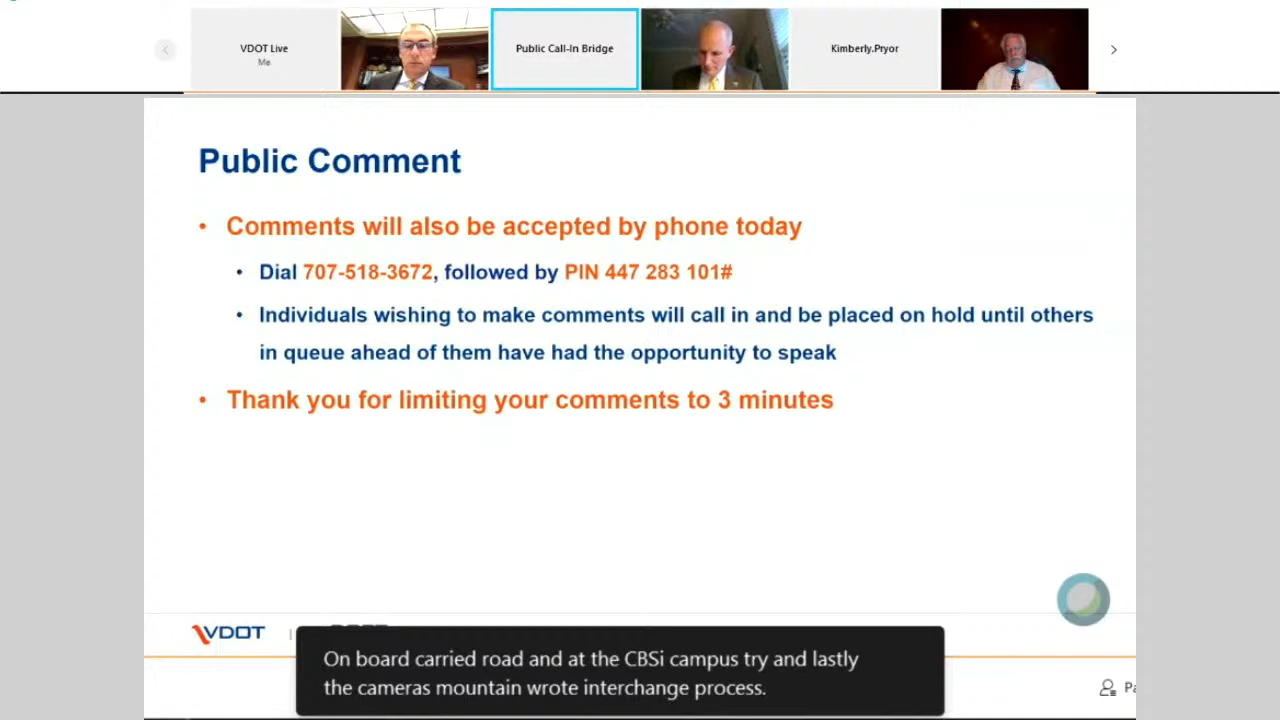 VDOT Live
Me
Public Call-In Bridge
Kimberly.Pryor
Public Comment
• Comments will also be accepted by phone today
• Dial 707-518-3672, followed by PIN 447 283 101#
• Individuals wishing to make comments will call in and be placed on hold until others
in queue ahead of them have had the opportunity to speak
• Thank you for limiting your comments to 3 minutes
VDOT
On board carried road and at the CBSi campus try and lastly
the cameras mountain wrote interchange process.